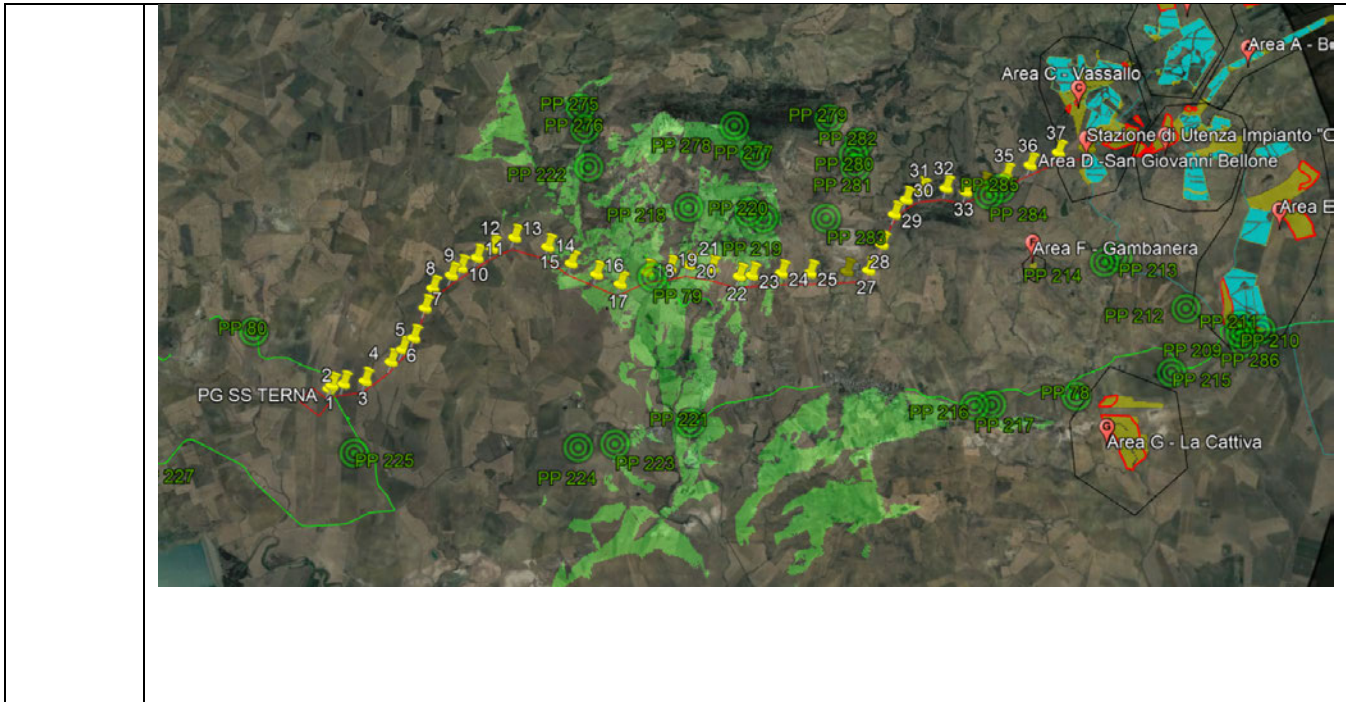 Area A - B
Area C - Vassallo
C
PP 275
PP 276
PP 279
PP 278
PP 277
PP 282
PP 280
PP 281
37
Stazione di Utenza Impianto "C
36
35
Area D -San Giovanni Bellone
PP 222
31
32
30
PP 285
33
PP 284
29
PP 218
PP 220
PP 219
PP 283
Area E
12
13
14
11
9
10
8
15
16
21
19
18
20
28
F
Area F - Gambanera
PP 214
PP 213
7
17
PP 79
22
23
24
25
27
PP 212
PP 211
PP 210
PP 80
5
6
4
PP 209
PP 286
PP 215
2
PG SS TERNA
1
3
PP 78
PP 216
PP 217
PP 221
G
Area G - La Cattiva
PP 225
PP 223
PP 224
227